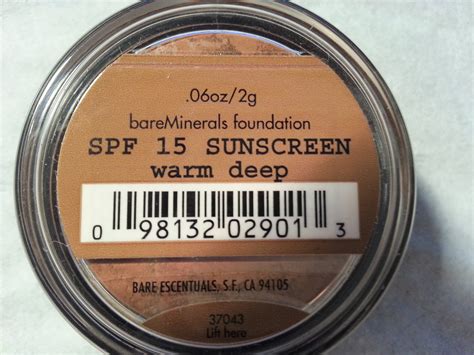 .06oz/2g
bareMinerals foundation
SPF 15 SUNSCREEN
warm deep
0 98132 02901 3
BARE ESCENTUALS, S.F., CA 94105
37043
Lift here